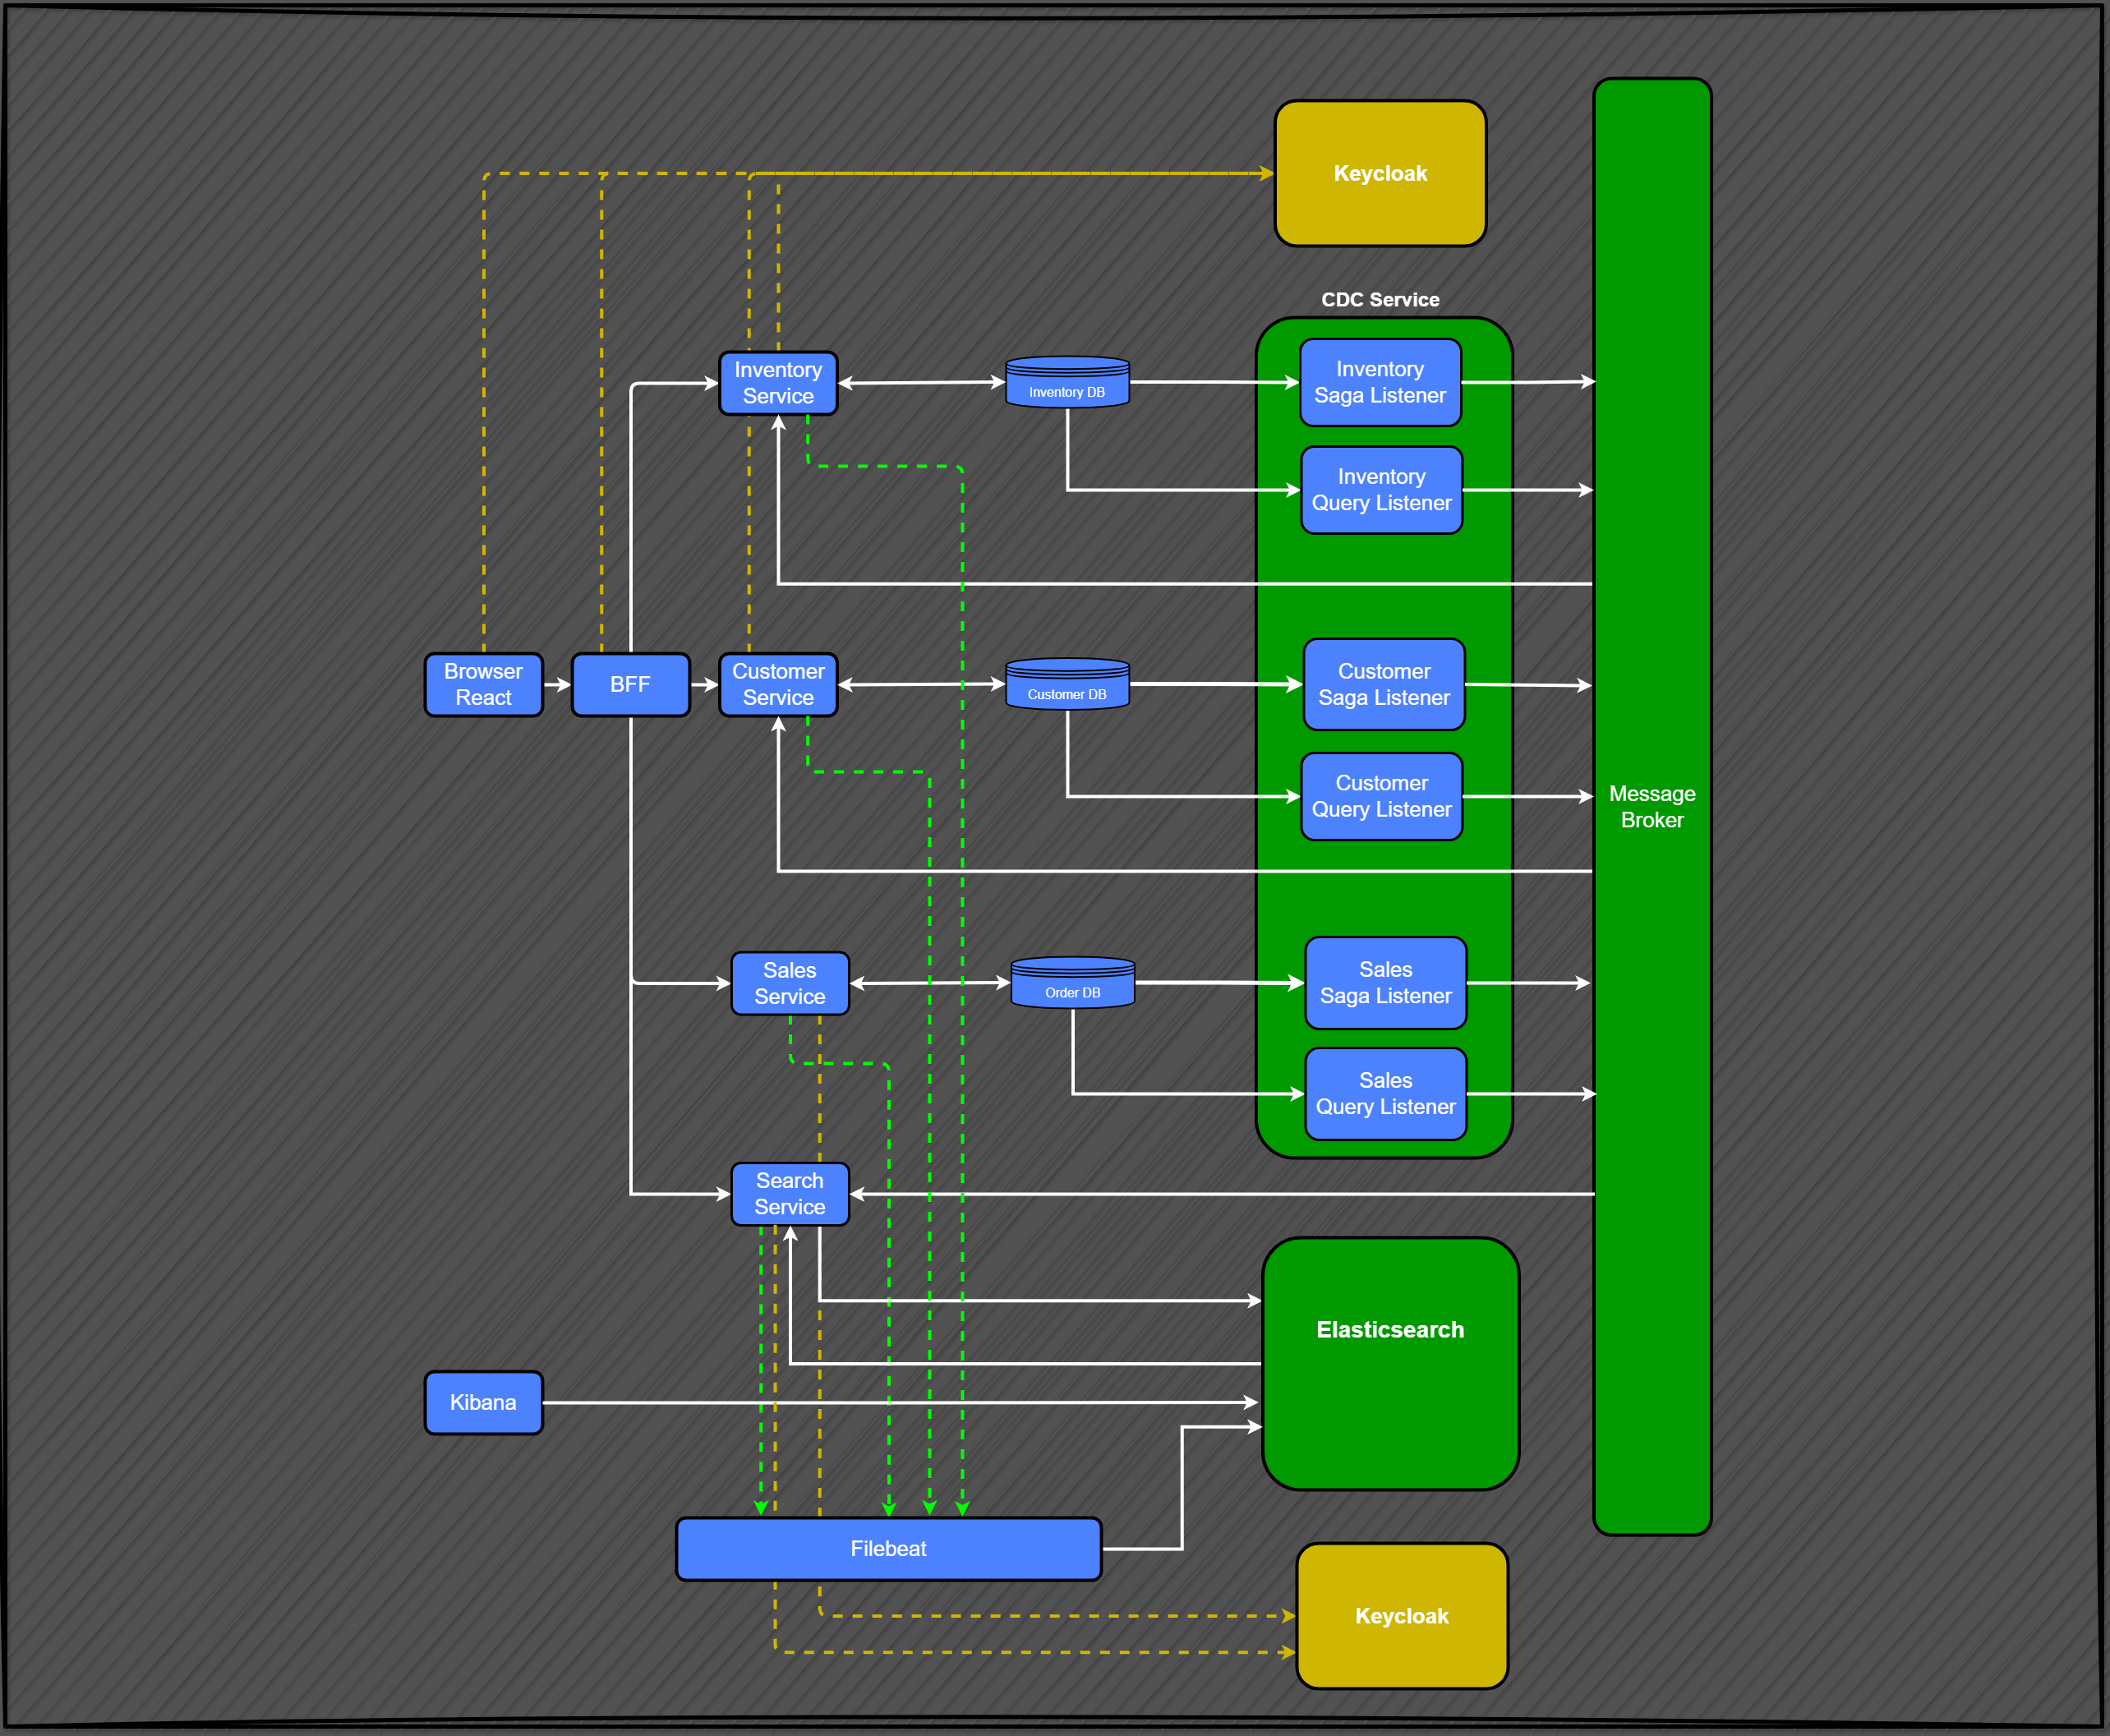 Keycloak
CDC Service
Inventory
Service
Inventory DB
Inventory
Saga Listener
Inventory
Query Listener
Browser
React
BFF
Customer
Service
Customer DB
Customer
Saga Listener
Customer
Query Listener
Message
Broker
Sales
Service
Order DB
Sales
Saga Listener
Sales
Query Listener
Search
Service
Elasticsearch
Kibana
Filebeat
Keycloak